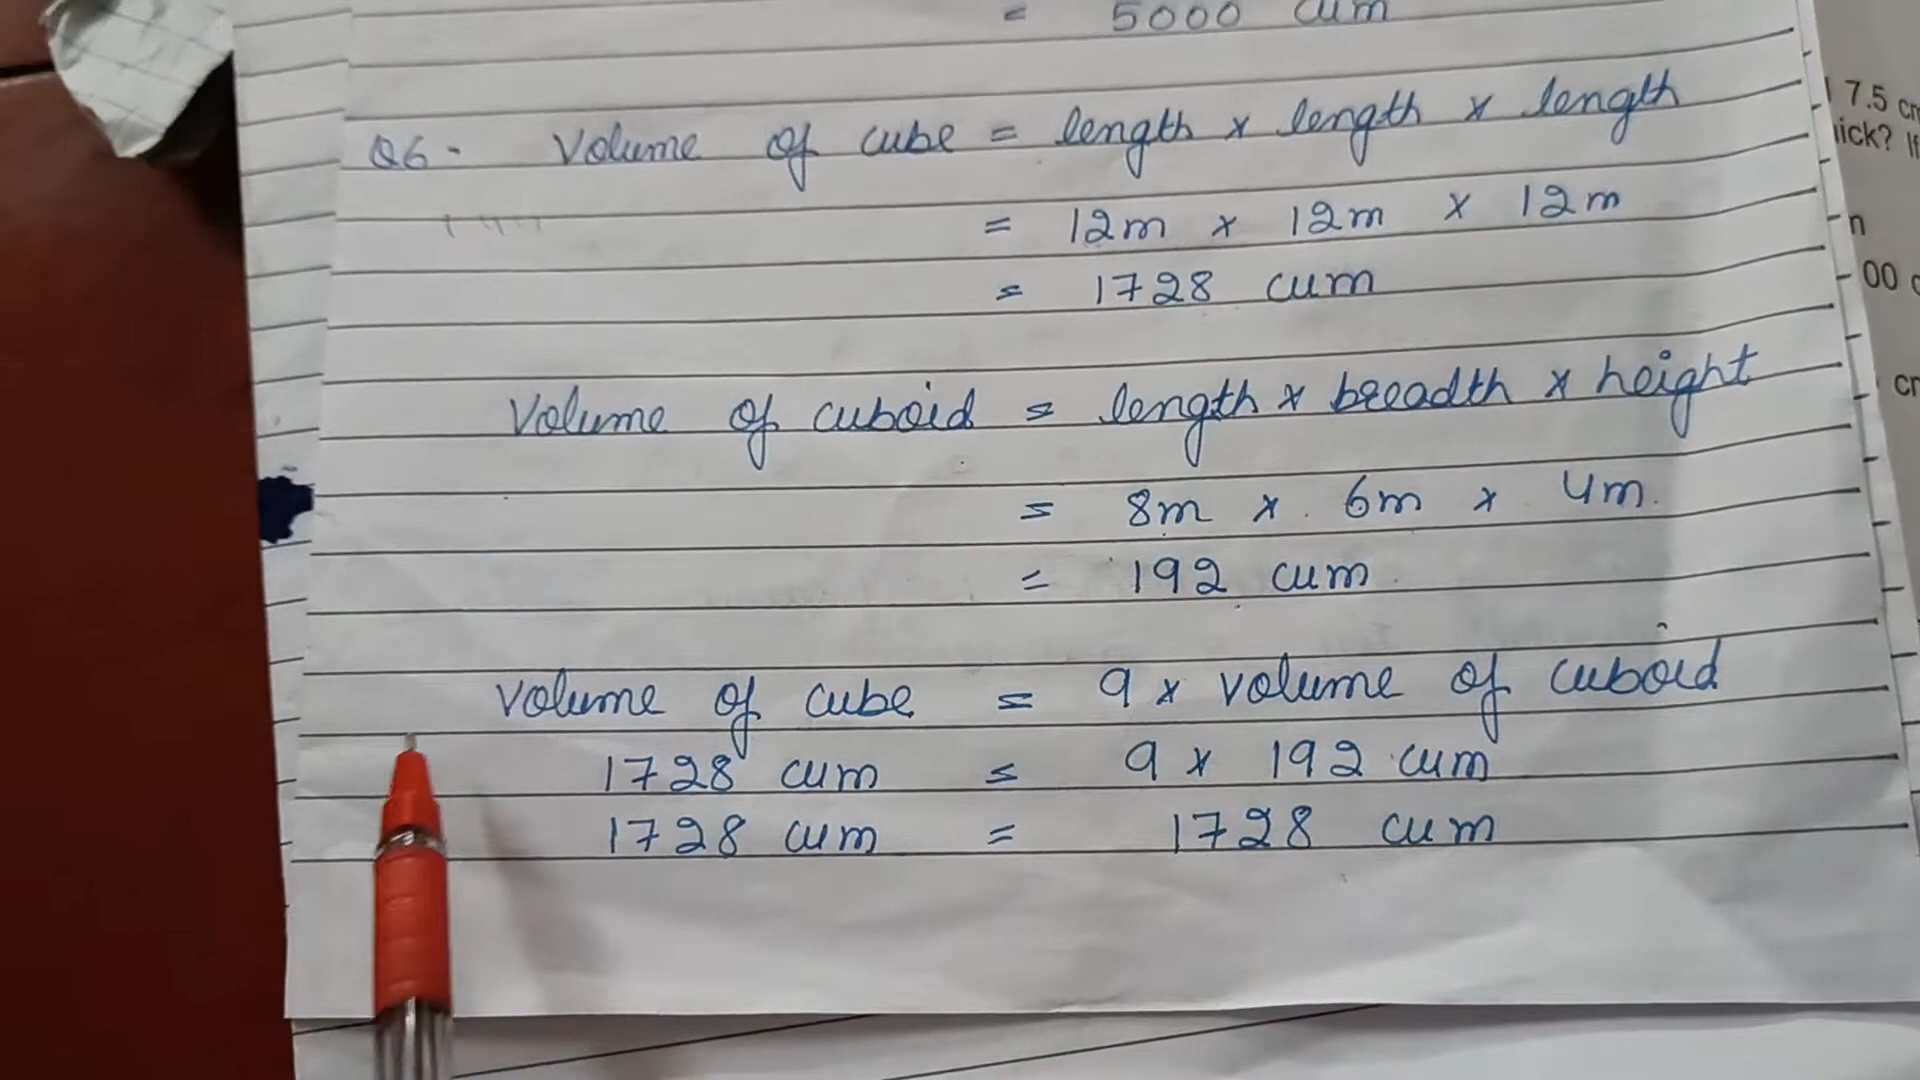 = 5000 cum
Q6- Volume of cube = length x length x length
= 12m x 12m x 12m
= 1728 cum
Volume of cuboid = length x breadth x height
= 8m x 6m x 4m.
= 192 cum
volume of cube = 9 x volume of cuboid
1728 cum = 9 x 192 cum
1728 cum = 1728 cum
7.5 cm
ick? If
n
00 c
cm